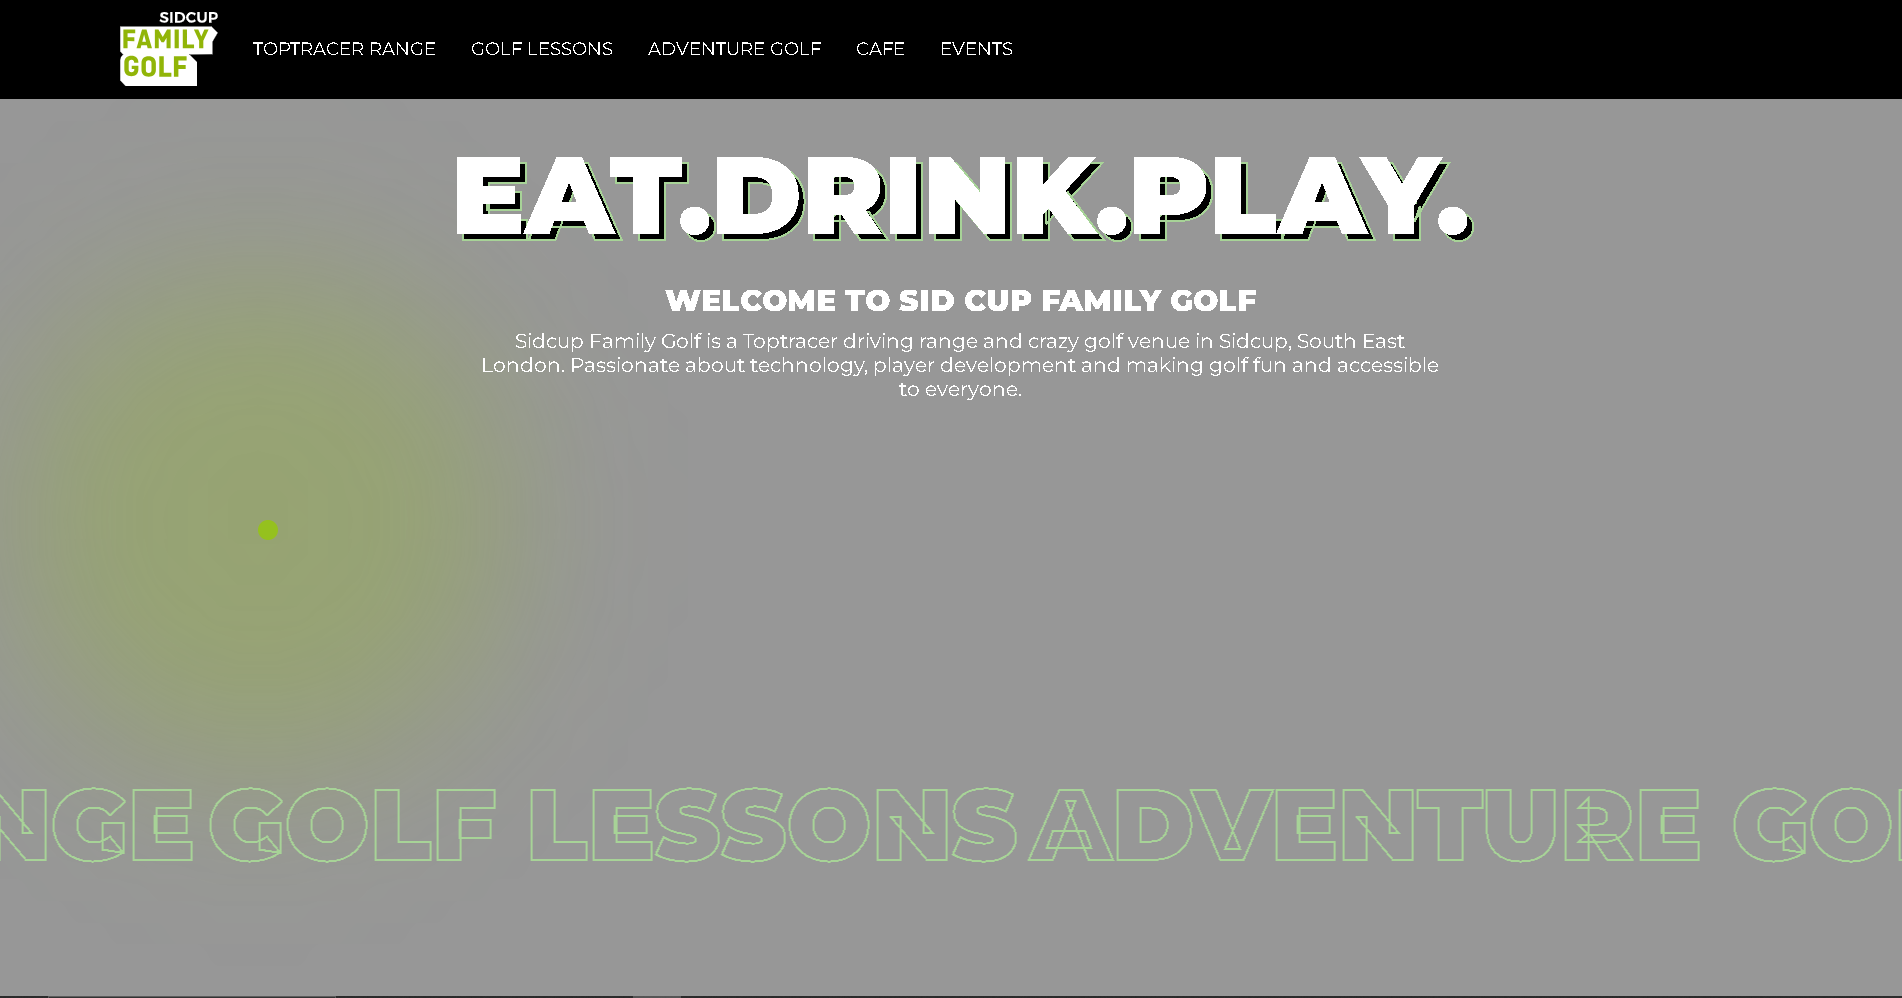 SIDCUP
FAMILY
GOLF
TOPTRACER RANGE GOLF LESSONS ADVENTURE GOLF CAFE EVENTS
EAT.DRINK.PLAY.
WELCOME TO SID CUP FAMILY GOLF
Sidcup Family Golf is a Toptracer driving range and crazy golf venue in Sidcup, South East
London. Passionate about technology, player development and making golf fun and accessible
to everyone.
NGE GOLF LESSONS ADVENTURE GO